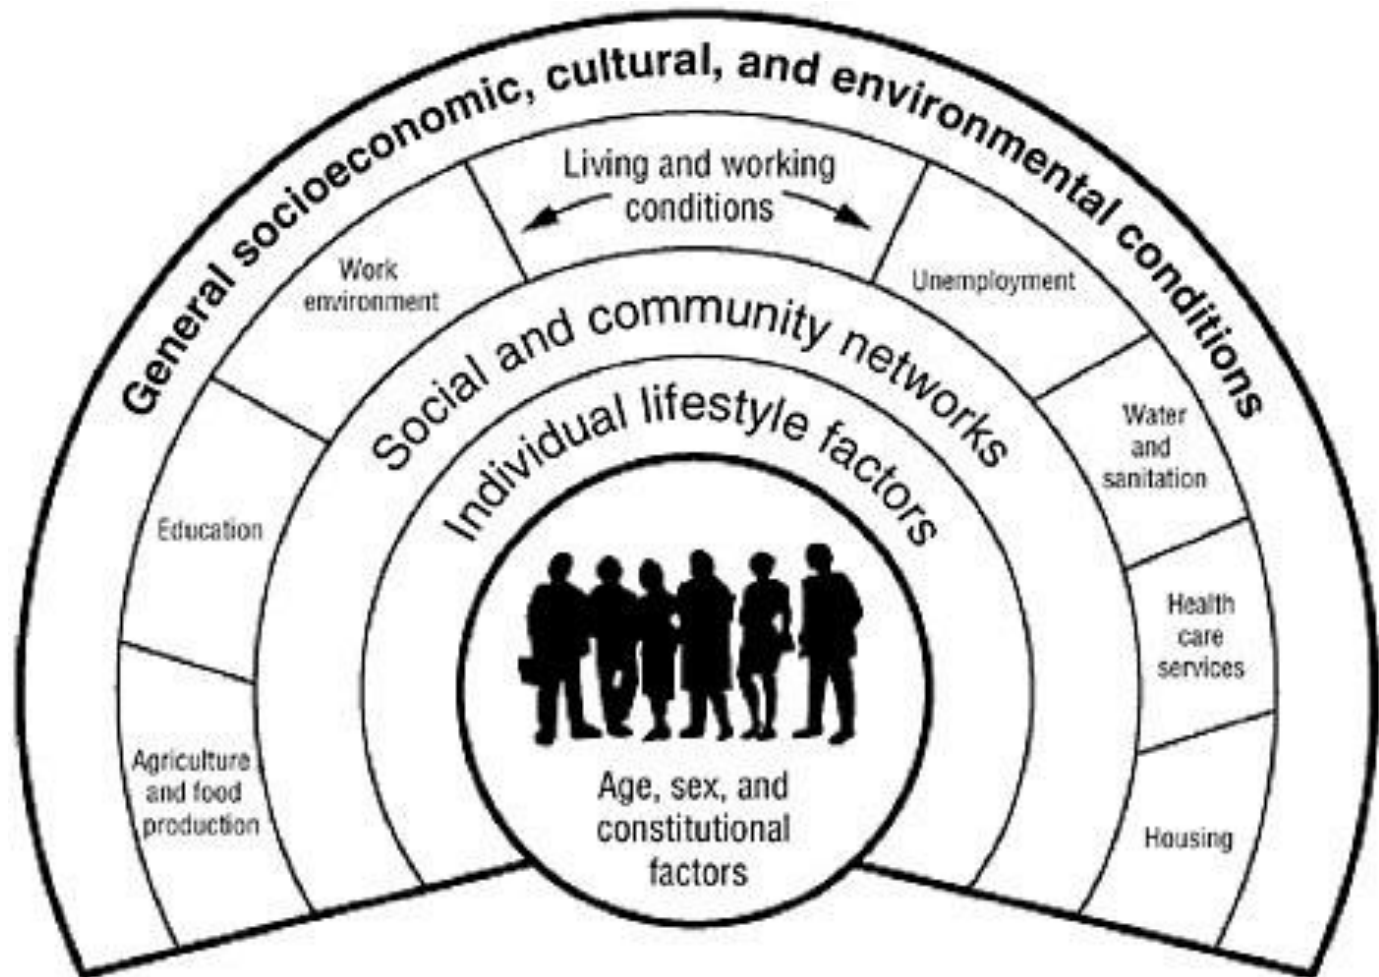 General socioeconomic, cultural, and environmental conditions
Living and working
conditions
Work
environment
Unemployment
Social and community networks
Individual lifestyle factors
Water
and
sanitation
Education
Health
care
services
Agriculture
and food
production
Housing
Age, sex, and
constitutional
factors